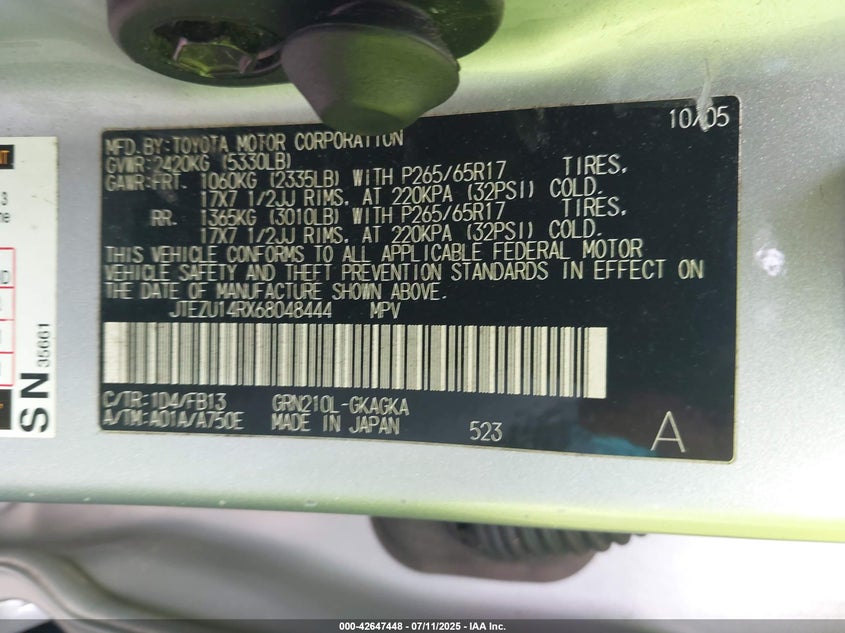 10/05
MFD. BY: TOYOTA MOTOR CORPORATION
GVWR: 2420KG (5330LB)
GAWR: FRT. 1060KG (2335LB) WITH P265/65R17 TIRES,
17X7 1/2JJ RIMS, AT 220KPA (32PSI) COLD.
RR. 1365KG (3010LB) WITH P265/65R17 TIRES,
17X7 1/2JJ RIMS, AT 220KPA (32PSI) COLD.
THIS VEHICLE CONFORMS TO ALL APPLICABLE FEDERAL MOTOR
VEHICLE SAFETY AND THEFT PREVENTION STANDARDS IN EFFECT ON
THE DATE OF MANUFACTURE SHOWN ABOVE.
JTEZU14RX68048444 MPV
C/TR: 1D4/FB13 GRN210L-GKAGKA
A/TM: A01A/A750E MADE IN JAPAN 523 A
SN 35661
000-42647448 - 07/11/2025 - IAA Inc.